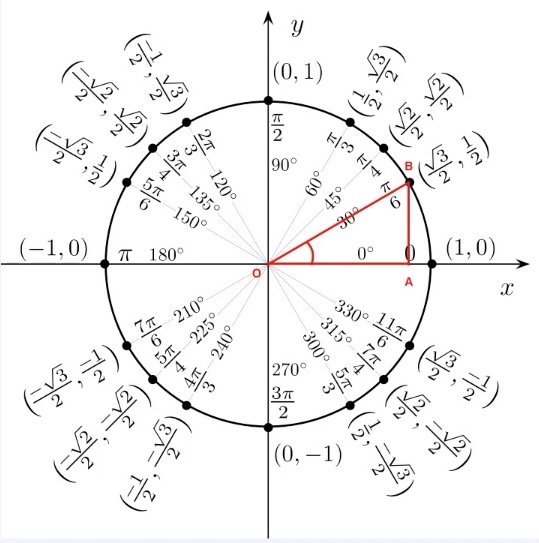 y
(0, 1)
(-1/2, √3/2)
(1/2, √3/2)
(-√2/2, √2/2)
(√2/2, √2/2)
(-√3/2, 1/2)
(√3/2, 1/2)
π/2
90°
2π/3
120°
π/3
60°
3π/4
135°
π/4
45°
5π/6
150°
π/6
30°
B
(−1, 0)
π
180°
0°
0
(1, 0)
O
A
x
7π/6
210°
330°
11π/6
5π/4
225°
315°
7π/4
4π/3
240°
300°
5π/3
270°
3π/2
(-√3/2, -1/2)
(√3/2, -1/2)
(-√2/2, -√2/2)
(√2/2, -√2/2)
(-1/2, -√3/2)
(1/2, -√3/2)
(0, −1)